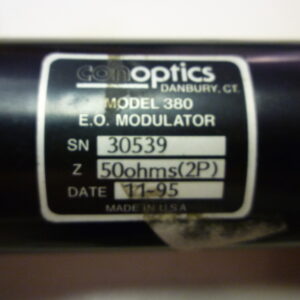 conoptics
DANBURY, CT.
MODEL 380
E.O. MODULATOR
SN 30539
Z 50ohms(2P)
DATE 11-95
MADE IN U.S.A